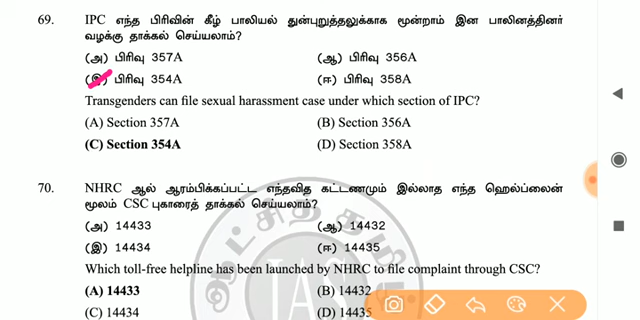 69. IPC எந்த பிரிவின் கீழ் பாலியல் துன்புறுத்தலுக்காக மூன்றாம் இன பாலினத்தினர்
வழக்கு தாக்கல் செய்யலாம்?
(அ) பிரிவு 357A (ஆ) பிரிவு 356A
(இ) பிரிவு 354A (ஈ) பிரிவு 358A
Transgenders can file sexual harassment case under which section of IPC?
(A) Section 357A (B) Section 356A
(C) Section 354A (D) Section 358A
70. NHRC ஆல் ஆரம்பிக்கப்பட்ட எந்தவித கட்டணமும் இல்லாத எந்த ஹெல்ப்லைன்
மூலம் CSC புகாரைத் தாக்கல் செய்யலாம்?
(அ) 14433 (ஆ) 14432
(இ) 14434 (ஈ) 14435
Which toll-free helpline has been launched by NHRC to file complaint through CSC?
(A) 14433 (B) 14432
(C) 14434 (D) 14435
IAS